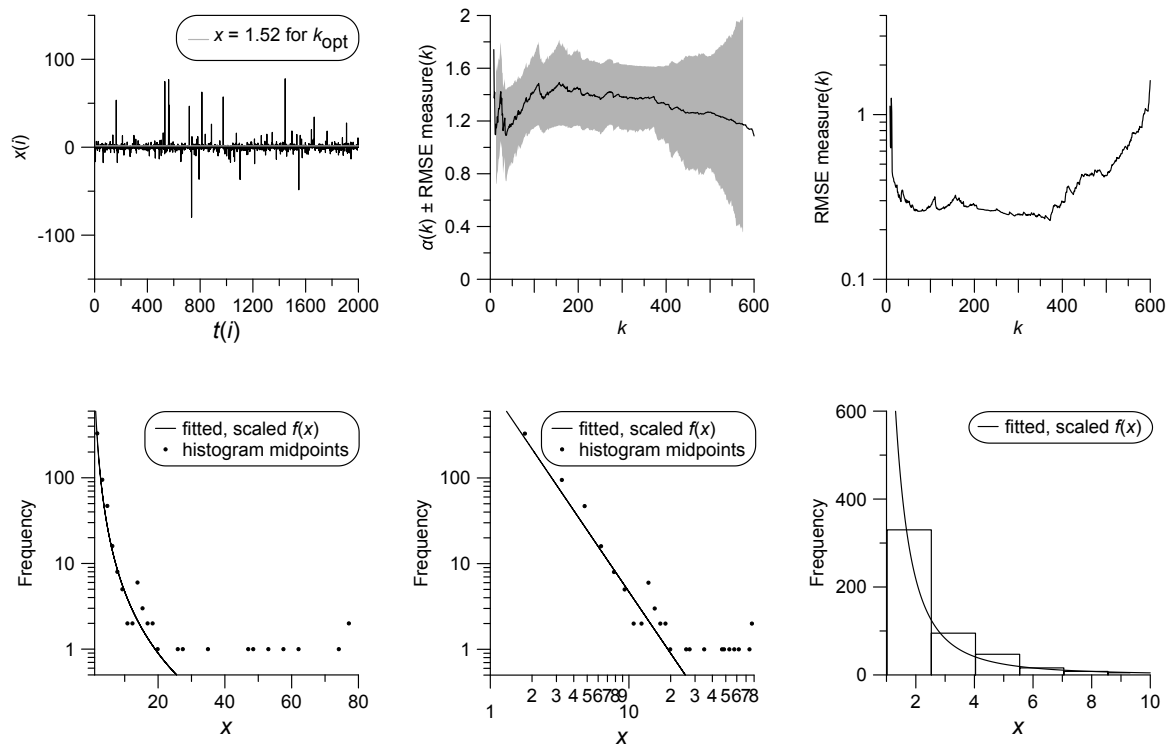 100
0
-100
x(i)
x = 1.52 for kopt
0 400 800 1200 1600 2000
t(i)
2
1.6
1.2
0.8
0.4
0
α(k) ± RMSE measure(k)
0 200 400 600
k
1
0.1
RMSE measure(k)
0 200 400 600
k
100
10
1
Frequency
fitted, scaled f(x)
histogram midpoints
20 40 60 80
x
100
10
1
Frequency
fitted, scaled f(x)
histogram midpoints
2 3 4 5 6 7 8 9 2 3 4 5 6 7 8
1 10
x
600
400
200
0
Frequency
fitted, scaled f(x)
2 4 6 8 10
x